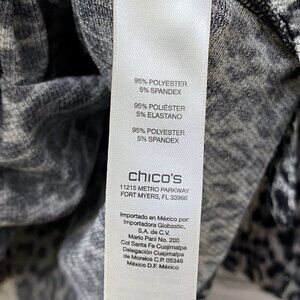 95% POLYESTER
5% SPANDEX
95% POLIÉSTER
5% ELASTANO
95% POLYESTER
5% SPANDEX
chico's
11215 METRO PARKWAY
FORT MYERS, FL 33966
Importado en México por:
Importadora Globastic,
S.A. de C.V.
Mario Pani No. 200
Col Santa Fe Cuajimalpa
Delegación Cuajimalpa
de Morelos C.P. 05348
México D.F. México